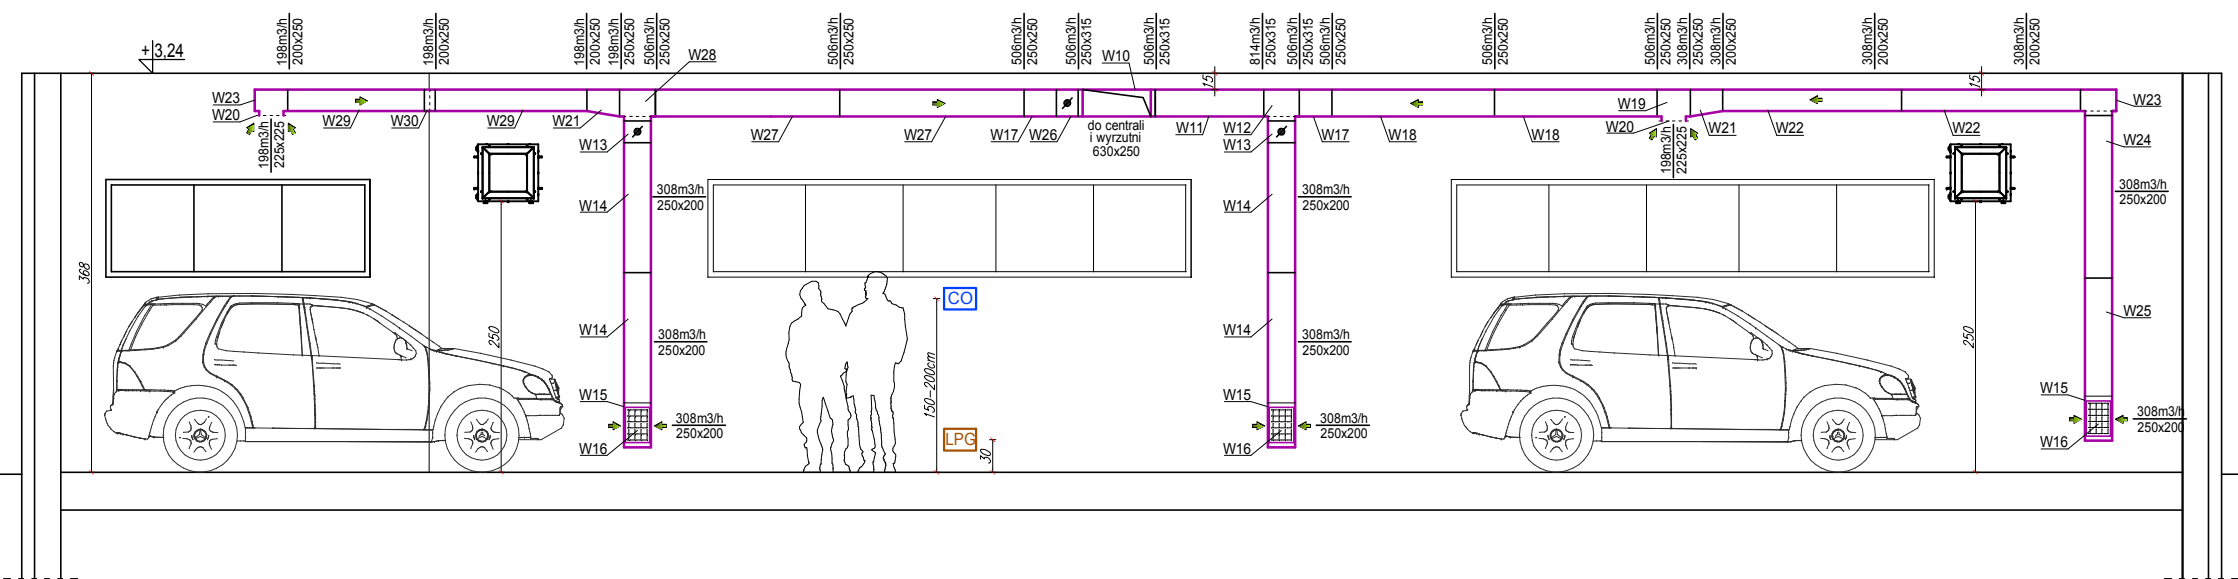 198m3/h
200x250
198m3/h
200x250
198m3/h
200x250
198m3/h
250x250
506m3/h
250x250
506m3/h
250x250
506m3/h
250x250
506m3/h
250x315
506m3/h
250x315
814m3/h
250x315
506m3/h
250x315
506m3/h
250x250
506m3/h
250x250
506m3/h
250x250
308m3/h
250x250
308m3/h
200x250
308m3/h
200x250
308m3/h
200x250
+3,24
W28
W10
15
15
W23
W20
W29
W30
W29
W21
W13
W27
W27
W17
W26
do centrali
i wyrzutni
630x250
W11
W12
W13
W17
W18
W18
W19
W20
W21
W22
W22
W23
W24
198m3/h
225x225
198m3/h
225x225
W14
308m3/h
250x200
W14
308m3/h
250x200
308m3/h
250x200
368
250
W14
308m3/h
250x200
150-200cm
CO
W14
308m3/h
250x200
250
W25
W15
308m3/h
250x200
W16
LPG
30
W15
308m3/h
250x200
W16
W15
308m3/h
250x200
W16